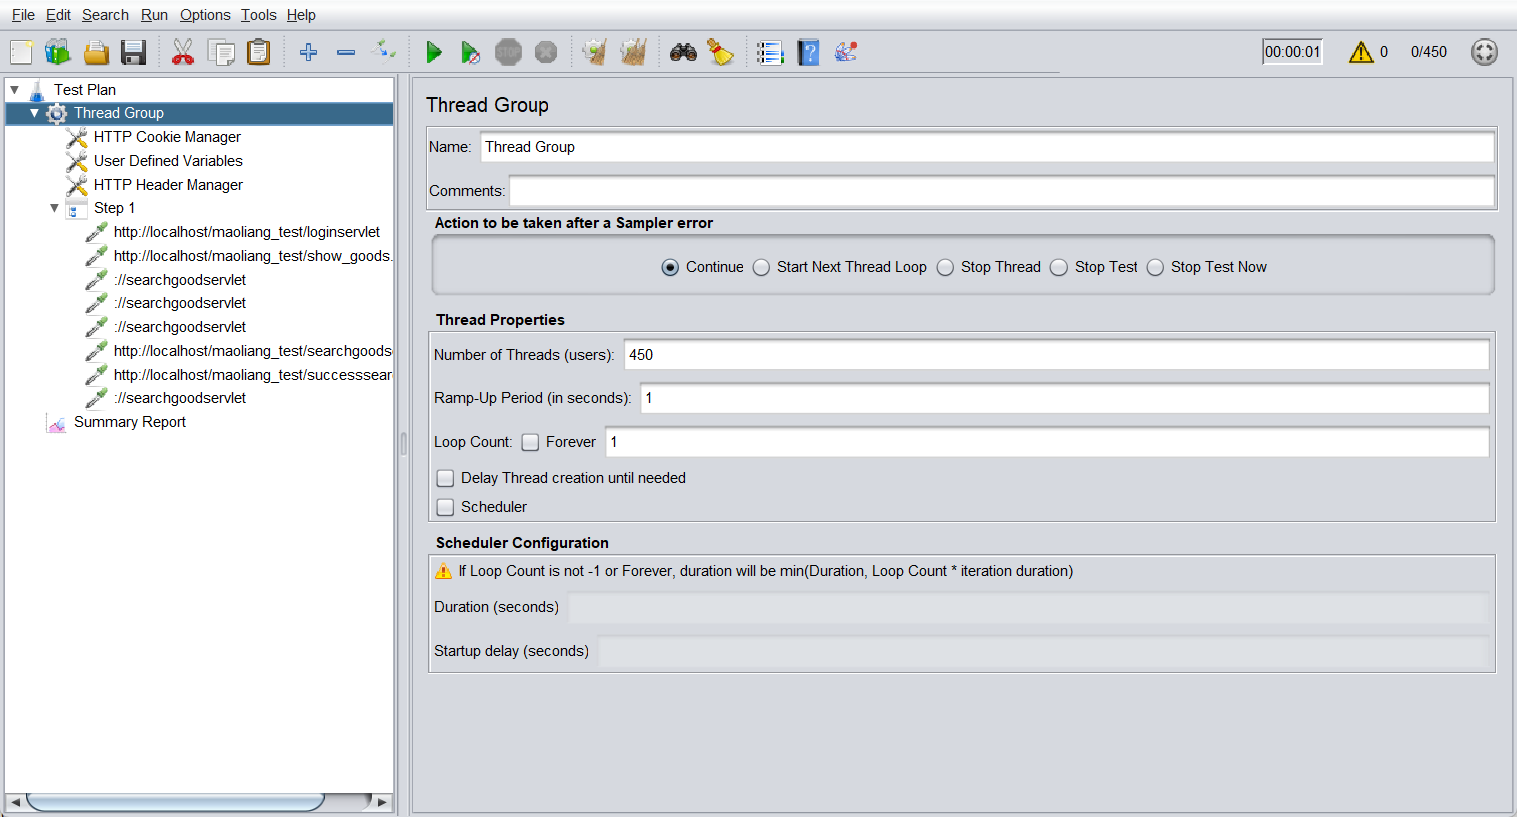 File Edit Search Run Options Tools Help
STOP
00:00:01 0 0/450
Test Plan
Thread Group
HTTP Cookie Manager
User Defined Variables
HTTP Header Manager
Step 1
http://localhost/maoliang_test/loginservlet
http://localhost/maoliang_test/show_goods.
://searchgoodservlet
://searchgoodservlet
://searchgoodservlet
http://localhost/maoliang_test/searchgoods
http://localhost/maoliang_test/successsear
://searchgoodservlet
Summary Report
Thread Group
Name: Thread Group
Comments:
Action to be taken after a Sampler error
Continue Start Next Thread Loop Stop Thread Stop Test Stop Test Now
Thread Properties
Number of Threads (users): 450
Ramp-Up Period (in seconds): 1
Loop Count: Forever 1
Delay Thread creation until needed
Scheduler
Scheduler Configuration
If Loop Count is not -1 or Forever, duration will be min(Duration, Loop Count * iteration duration)
Duration (seconds)
Startup delay (seconds)